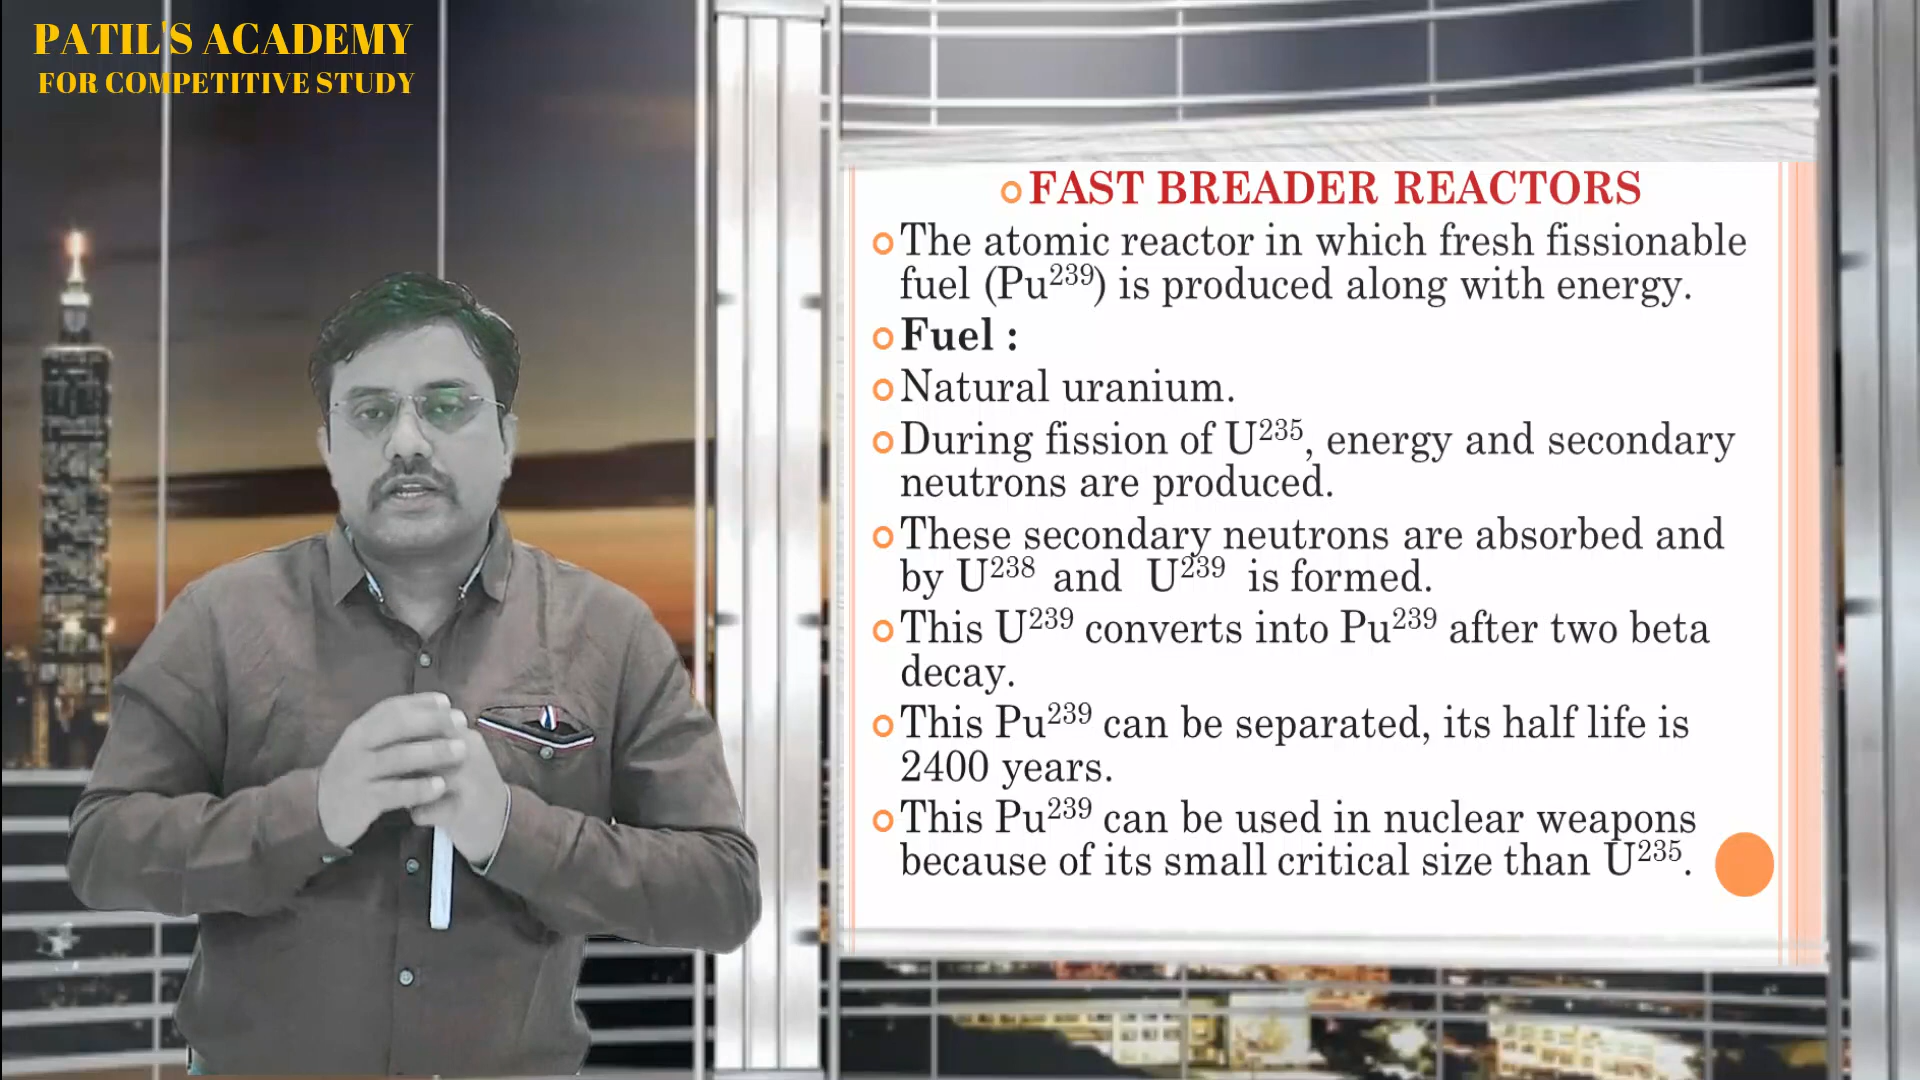 PATIL'S ACADEMY
FOR COMPETITIVE STUDY
FAST BREADER REACTORS
The atomic reactor in which fresh fissionable
fuel (Pu²³⁹) is produced along with energy.
Fuel :
Natural uranium.
During fission of U²³⁵, energy and secondary
neutrons are produced.
These secondary neutrons are absorbed and
by U²³⁸ and U²³⁹ is formed.
This U²³⁹ converts into Pu²³⁹ after two beta
decay.
This Pu²³⁹ can be separated, its half life is
2400 years.
This Pu²³⁹ can be used in nuclear weapons
because of its small critical size than U²³⁵.